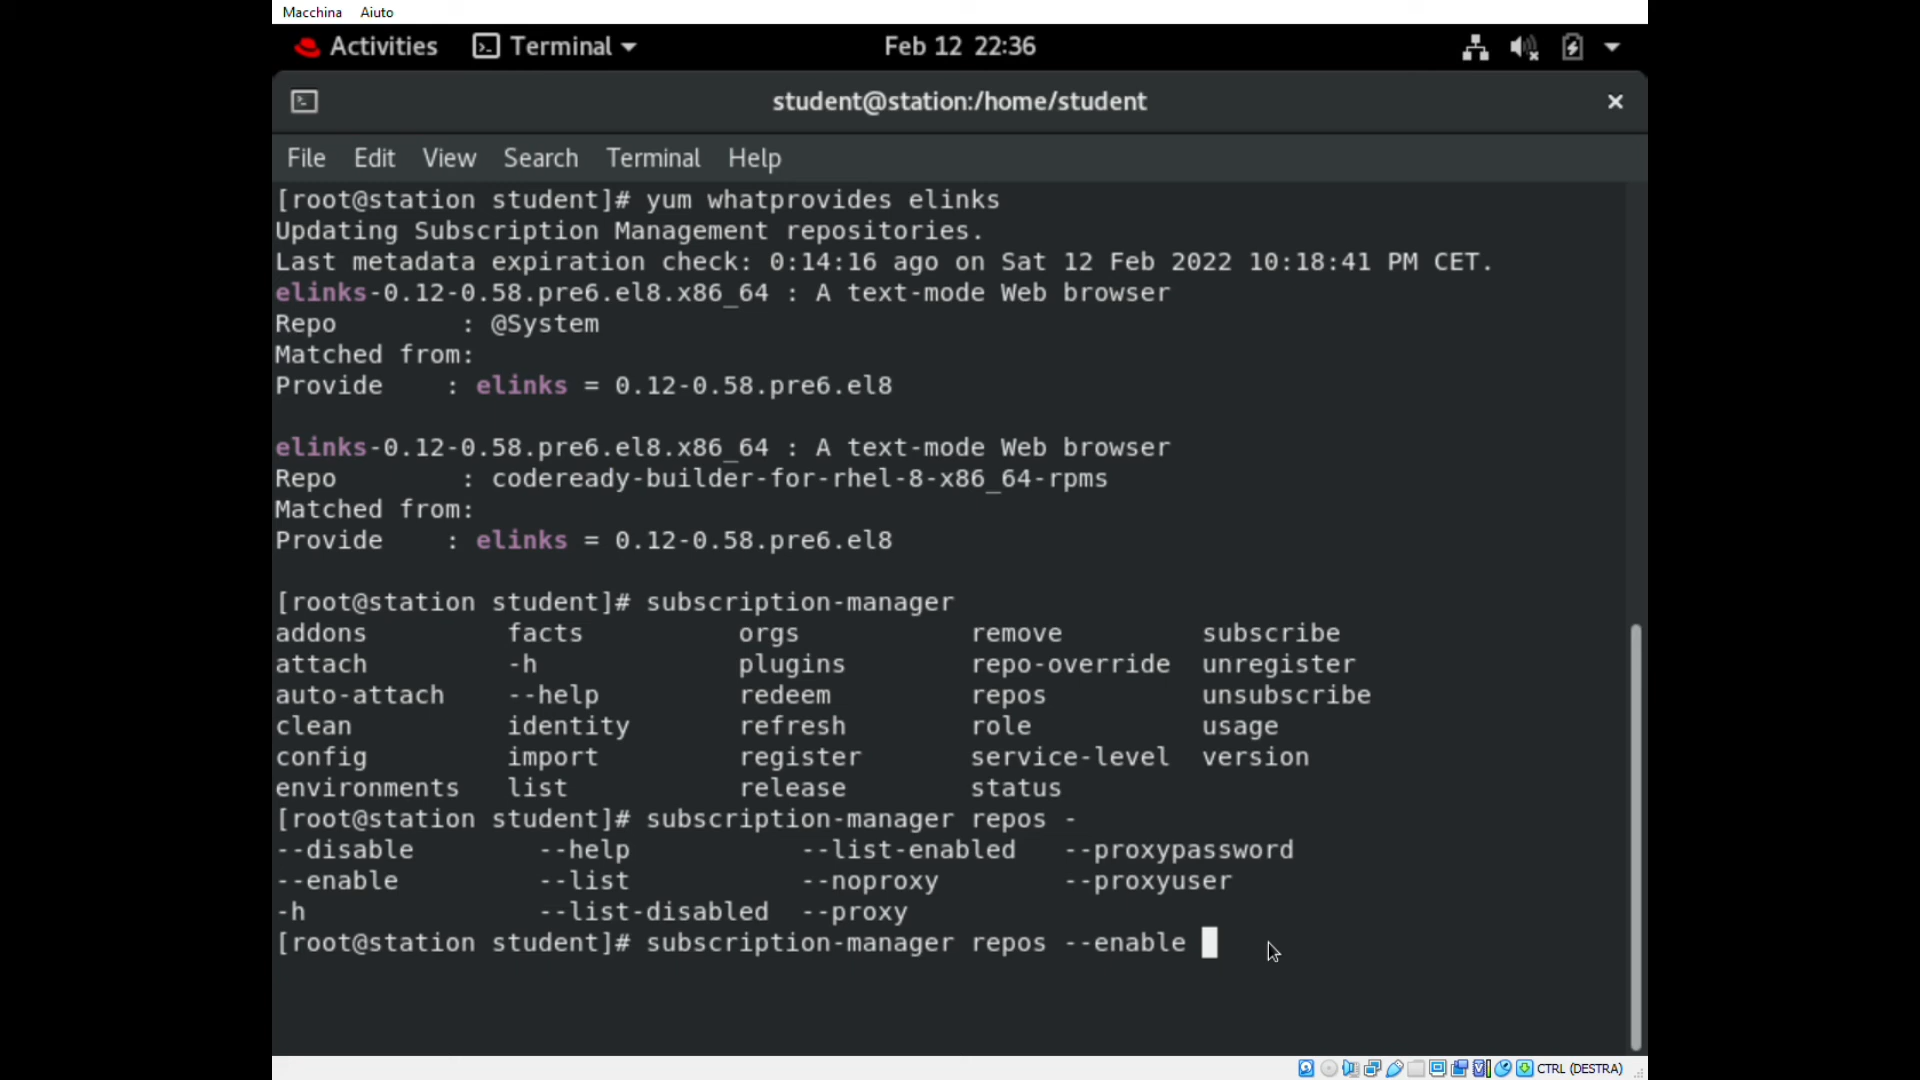 Macchina Aiuto
Activities Terminal Feb 12 22:36
student@station:/home/student
File Edit View Search Terminal Help
[root@station student]# yum whatprovides elinks
Updating Subscription Management repositories.
Last metadata expiration check: 0:14:16 ago on Sat 12 Feb 2022 10:18:41 PM CET.
elinks-0.12-0.58.pre6.el8.x86_64 : A text-mode Web browser
Repo : @System
Matched from:
Provide : elinks = 0.12-0.58.pre6.el8
elinks-0.12-0.58.pre6.el8.x86_64 : A text-mode Web browser
Repo : codeready-builder-for-rhel-8-x86_64-rpms
Matched from:
Provide : elinks = 0.12-0.58.pre6.el8
[root@station student]# subscription-manager
addons facts orgs remove subscribe
attach -h plugins repo-override unregister
auto-attach --help redeem repos unsubscribe
clean identity refresh role usage
config import register service-level version
environments list release status
[root@station student]# subscription-manager repos -
--disable --help --list-enabled --proxypassword
--enable --list --noproxy --proxyuser
-h --list-disabled --proxy
[root@station student]# subscription-manager repos --enable
CTRL (DESTRA)